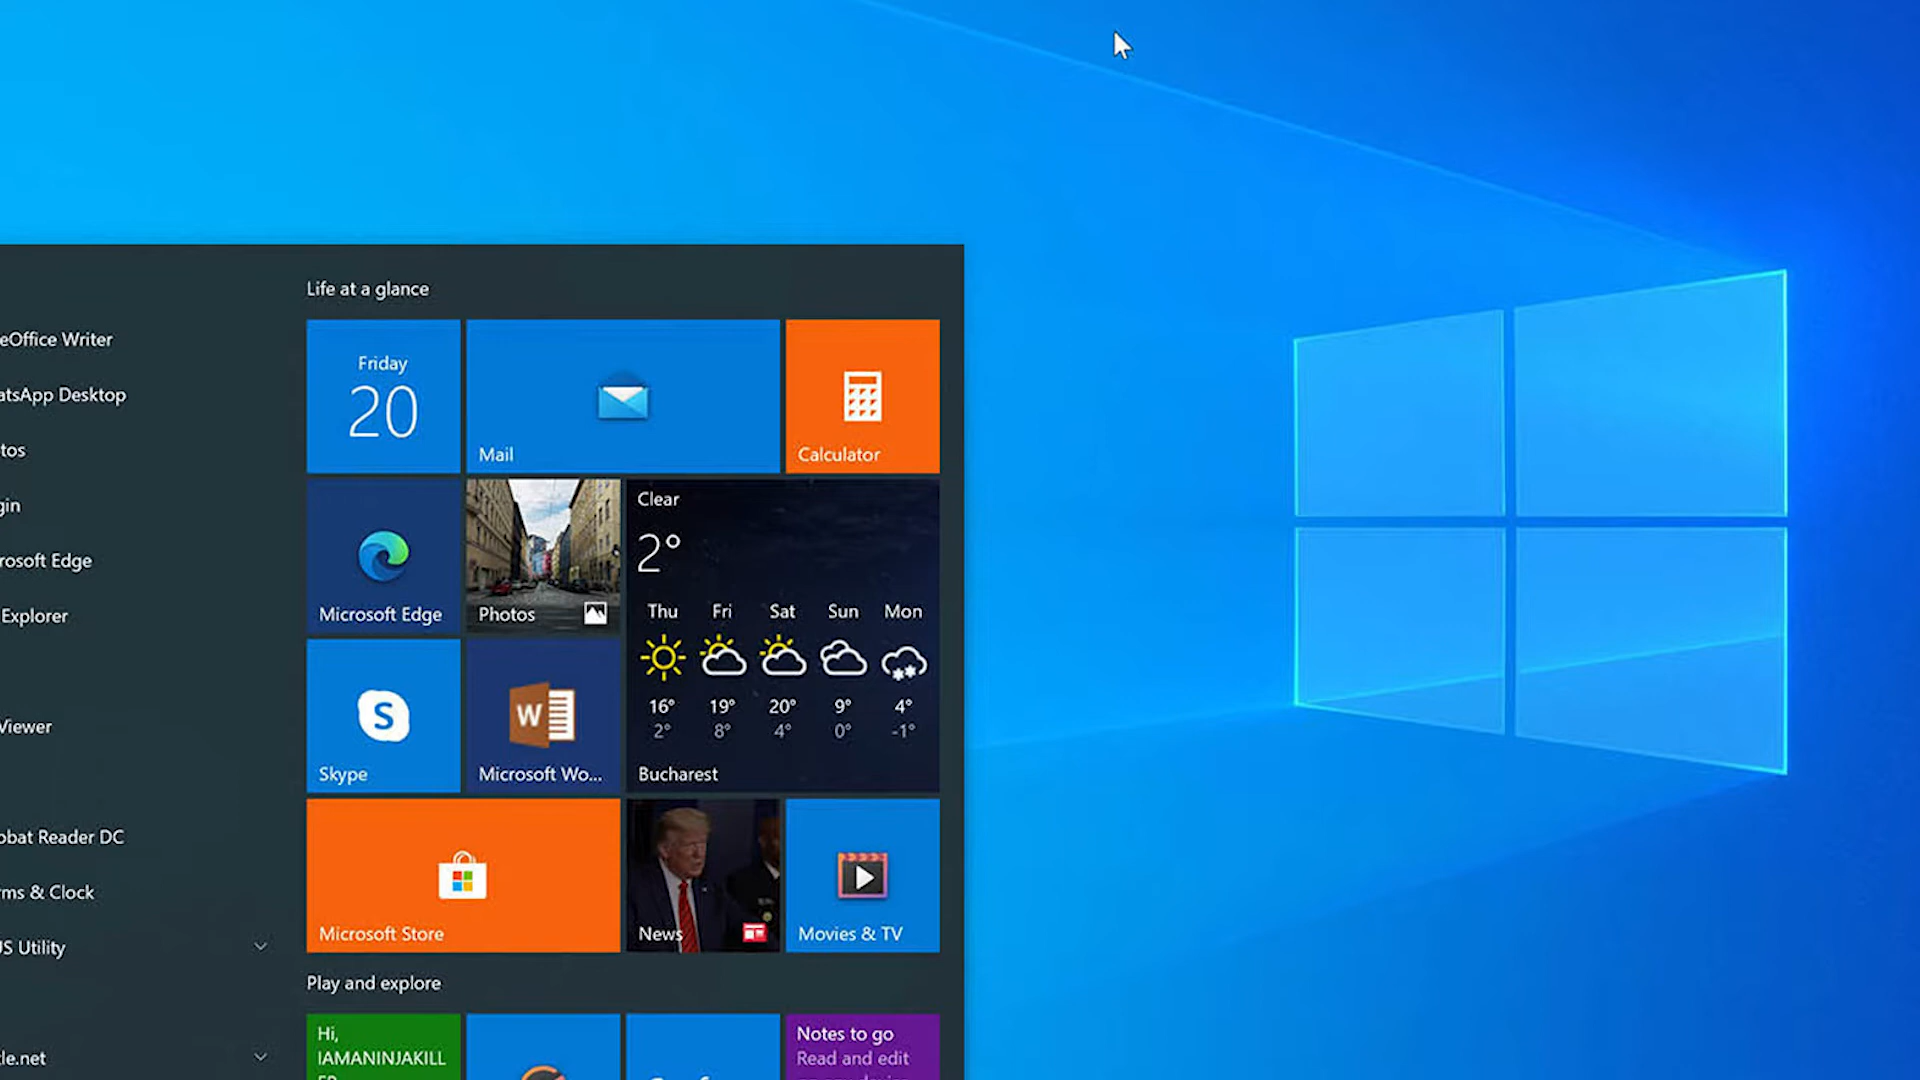 Life at a glance
eOffice Writer
atsApp Desktop
tos
gin
rosoft Edge
Explorer
Viewer
obat Reader DC
rms & Clock
US Utility
le.net
Friday
20
Mail
Calculator
Microsoft Edge
Photos
Clear
2°
Thu Fri Sat Sun Mon
16° 19° 20° 9° 4°
2° 8° 4° 0° -1°
Bucharest
Skype
S
W
Microsoft Wo...
Microsoft Store
News
Movies & TV
Play and explore
Hi,
IAMANINJAKILL
Notes to go
Read and edit